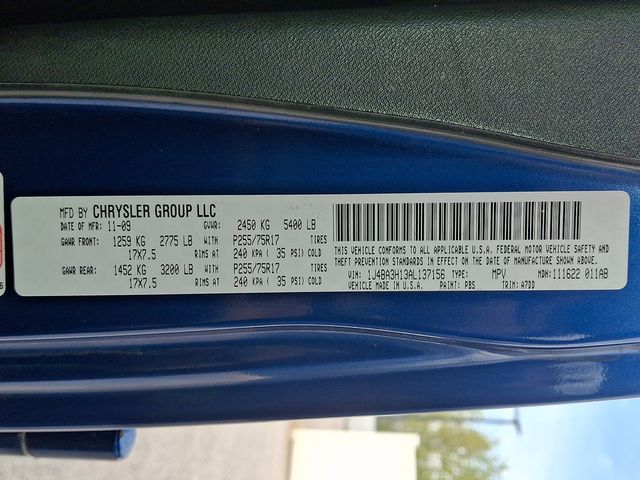 MFD BY CHRYSLER GROUP LLC
DATE OF MFR: 11-09 GVWR: 2450 KG 5400 LB
GAWR FRONT: 1259 KG 2775 LB WITH P255/75R17 TIRES
17X7.5 RIMS AT 240 KPA ( 35 PSI) COLD
GAWR REAR: 1452 KG 3200 LB WITH P255/75R17 TIRES
17X7.5 RIMS AT 240 KPA ( 35 PSI) COLD
THIS VEHICLE CONFORMS TO ALL APPLICABLE U.S.A. FEDERAL MOTOR VEHICLE SAFETY AND
THEFT PREVENTION STANDARDS IN EFFECT ON THE DATE OF MANUFACTURE SHOWN ABOVE.
VIN: 1J4BA3H13AL137156 TYPE: MPV MDH: 111622 011AB
VEHICLE MADE IN U.S.A. PAINT: PBS TRIM: A7DD